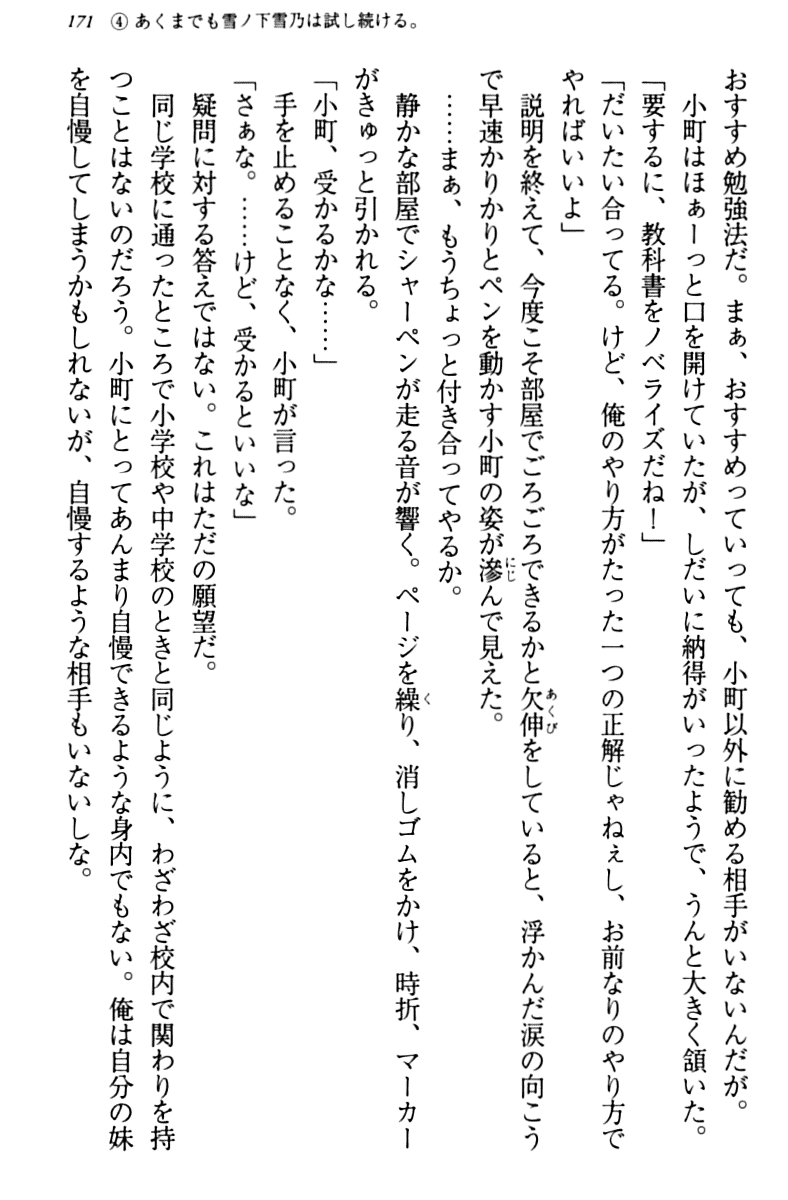 171 ④ あくまでも雪ノ下雪乃は試し続ける。
おすすめ勉強法だ。まぁ、おすすめっていっても、小町以外に勧める相手がいないんだが。
　小町はほぁーっと口を開けていたが、しだいに納得がいったようで、うんと大きく頷いた。
「要するに、教科書をノベライズだね！」
「だいたい合ってる。けど、俺のやり方がたった一つの正解じゃねぇし、お前なりのやり方で
やればいいよ」
　説明を終えて、今度こそ部屋でごろごろできるかと欠伸をしていると、浮かんだ涙の向こう
で早速かりかりとペンを動かす小町の姿が滲んで見えた。
　……まぁ、もうちょっと付き合ってやるか。
　静かな部屋でシャーペンが走る音が響く。ページを繰り、消しゴムをかけ、時折、マーカー
がきゅっと引かれる。
「小町、受かるかな……」
　手を止めることなく、小町が言った。
「さぁな。……けど、受かるといいな」
　疑問に対する答えではない。これはただの願望だ。
　同じ学校に通ったところで小学校や中学校のときと同じように、わざわざ校内で関わりを持
つことはないのだろう。小町にとってあんまり自慢できるような身内でもない。俺は自分の妹
を自慢してしまうかもしれないが、自慢するような相手もいないしな。